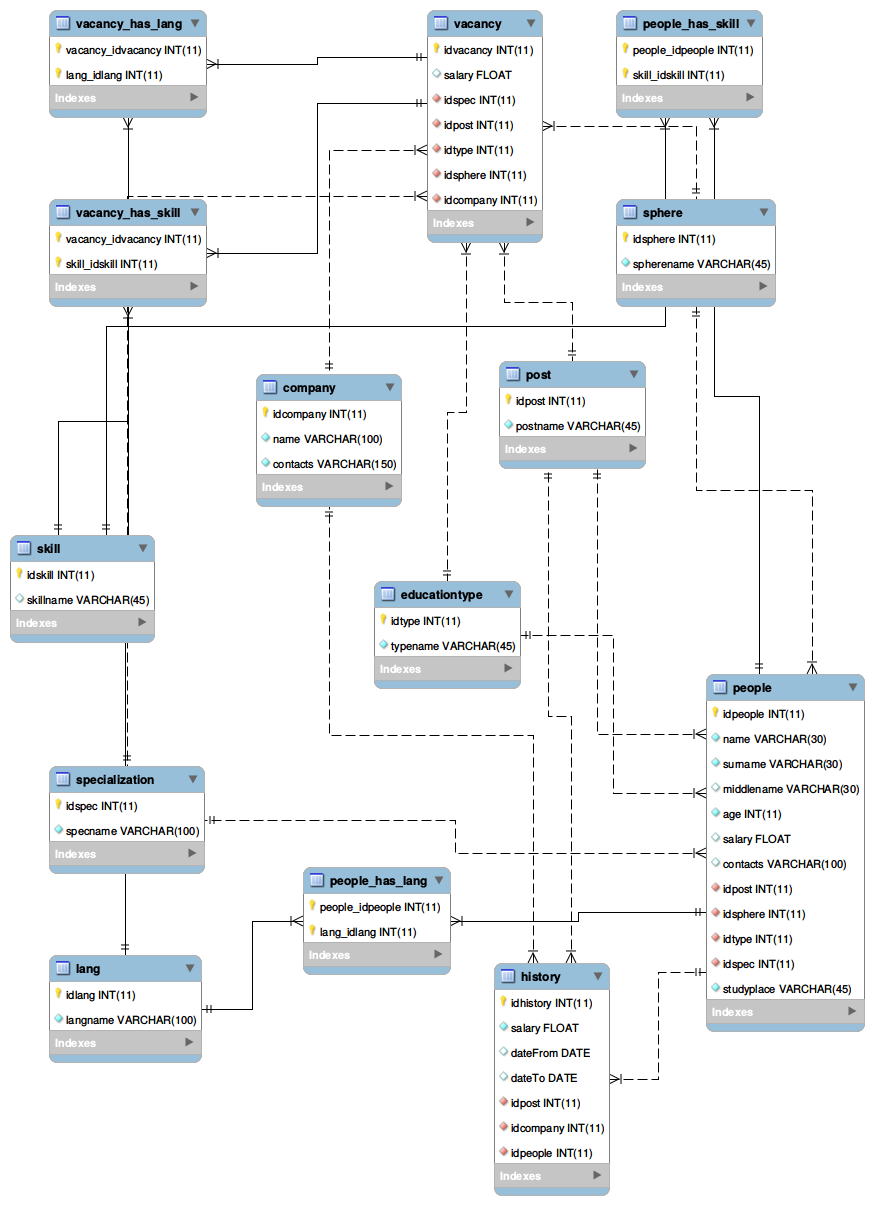 vacancy_has_lang
vacancy_idvacancy INT(11)
lang_idlang INT(11)
Indexes
vacancy
idvacancy INT(11)
salary FLOAT
idspec INT(11)
idpost INT(11)
idtype INT(11)
idsphere INT(11)
idcompany INT(11)
Indexes
people_has_skill
people_idpeople INT(11)
skill_idskill INT(11)
Indexes
vacancy_has_skill
vacancy_idvacancy INT(11)
skill_idskill INT(11)
Indexes
sphere
idsphere INT(11)
spherename VARCHAR(45)
Indexes
company
idcompany INT(11)
name VARCHAR(100)
contacts VARCHAR(150)
Indexes
post
idpost INT(11)
postname VARCHAR(45)
Indexes
skill
idskill INT(11)
skillname VARCHAR(45)
Indexes
educationtype
idtype INT(11)
typename VARCHAR(45)
Indexes
people
idpeople INT(11)
name VARCHAR(30)
surname VARCHAR(30)
middlename VARCHAR(30)
age INT(11)
salary FLOAT
contacts VARCHAR(100)
idpost INT(11)
idsphere INT(11)
idtype INT(11)
idspec INT(11)
studyplace VARCHAR(45)
Indexes
specialization
idspec INT(11)
specname VARCHAR(100)
Indexes
people_has_lang
people_idpeople INT(11)
lang_idlang INT(11)
Indexes
lang
idlang INT(11)
langname VARCHAR(100)
Indexes
history
idhistory INT(11)
salary FLOAT
dateFrom DATE
dateTo DATE
idpost INT(11)
idcompany INT(11)
idpeople INT(11)
Indexes